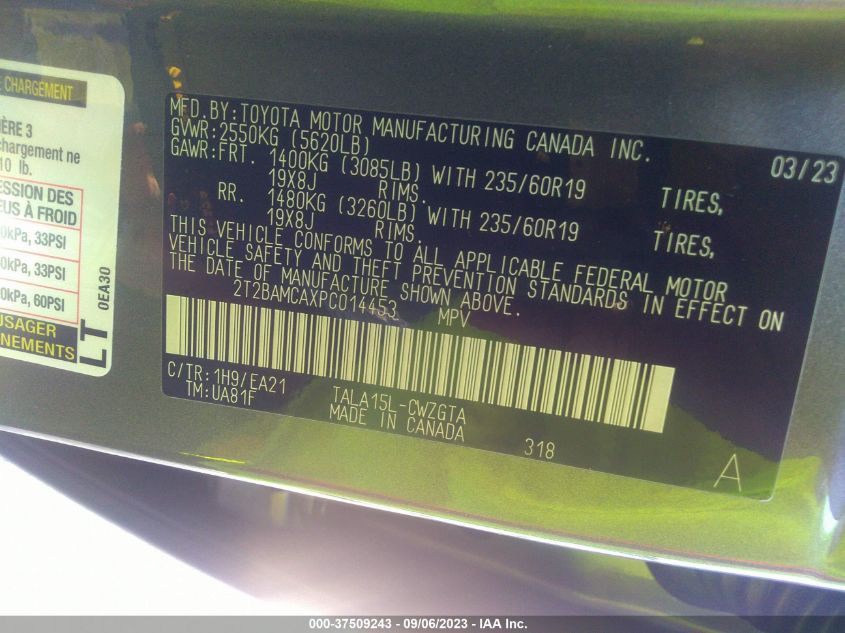 E CHARGEMENT
IÈRE 3
chargement ne
10 lb.
ESSION DES
EUS À FROID
0kPa, 33PSI
0kPa, 33PSI
0kPa, 60PSI
USAGER
NEMENTS
LT
0EA30
MFD.BY:TOYOTA MOTOR MANUFACTURING CANADA INC.
03/23
GVWR:2550KG (5620LB)
GAWR:FRT. 1400KG (3085LB) WITH 235/60R19 TIRES,
19X8J RIMS.
RR. 1480KG (3260LB) WITH 235/60R19 TIRES,
19X8J RIMS.
THIS VEHICLE CONFORMS TO ALL APPLICABLE FEDERAL MOTOR
VEHICLE SAFETY AND THEFT PREVENTION STANDARDS IN EFFECT ON
THE DATE OF MANUFACTURE SHOWN ABOVE.
2T2BAMCAXPC014453 MPV
C/TR:1H9/EA21
TM:UA81F
TALA15L-CWZGTA
MADE IN CANADA
318
A
000-37509243 - 09/06/2023 - IAA Inc.